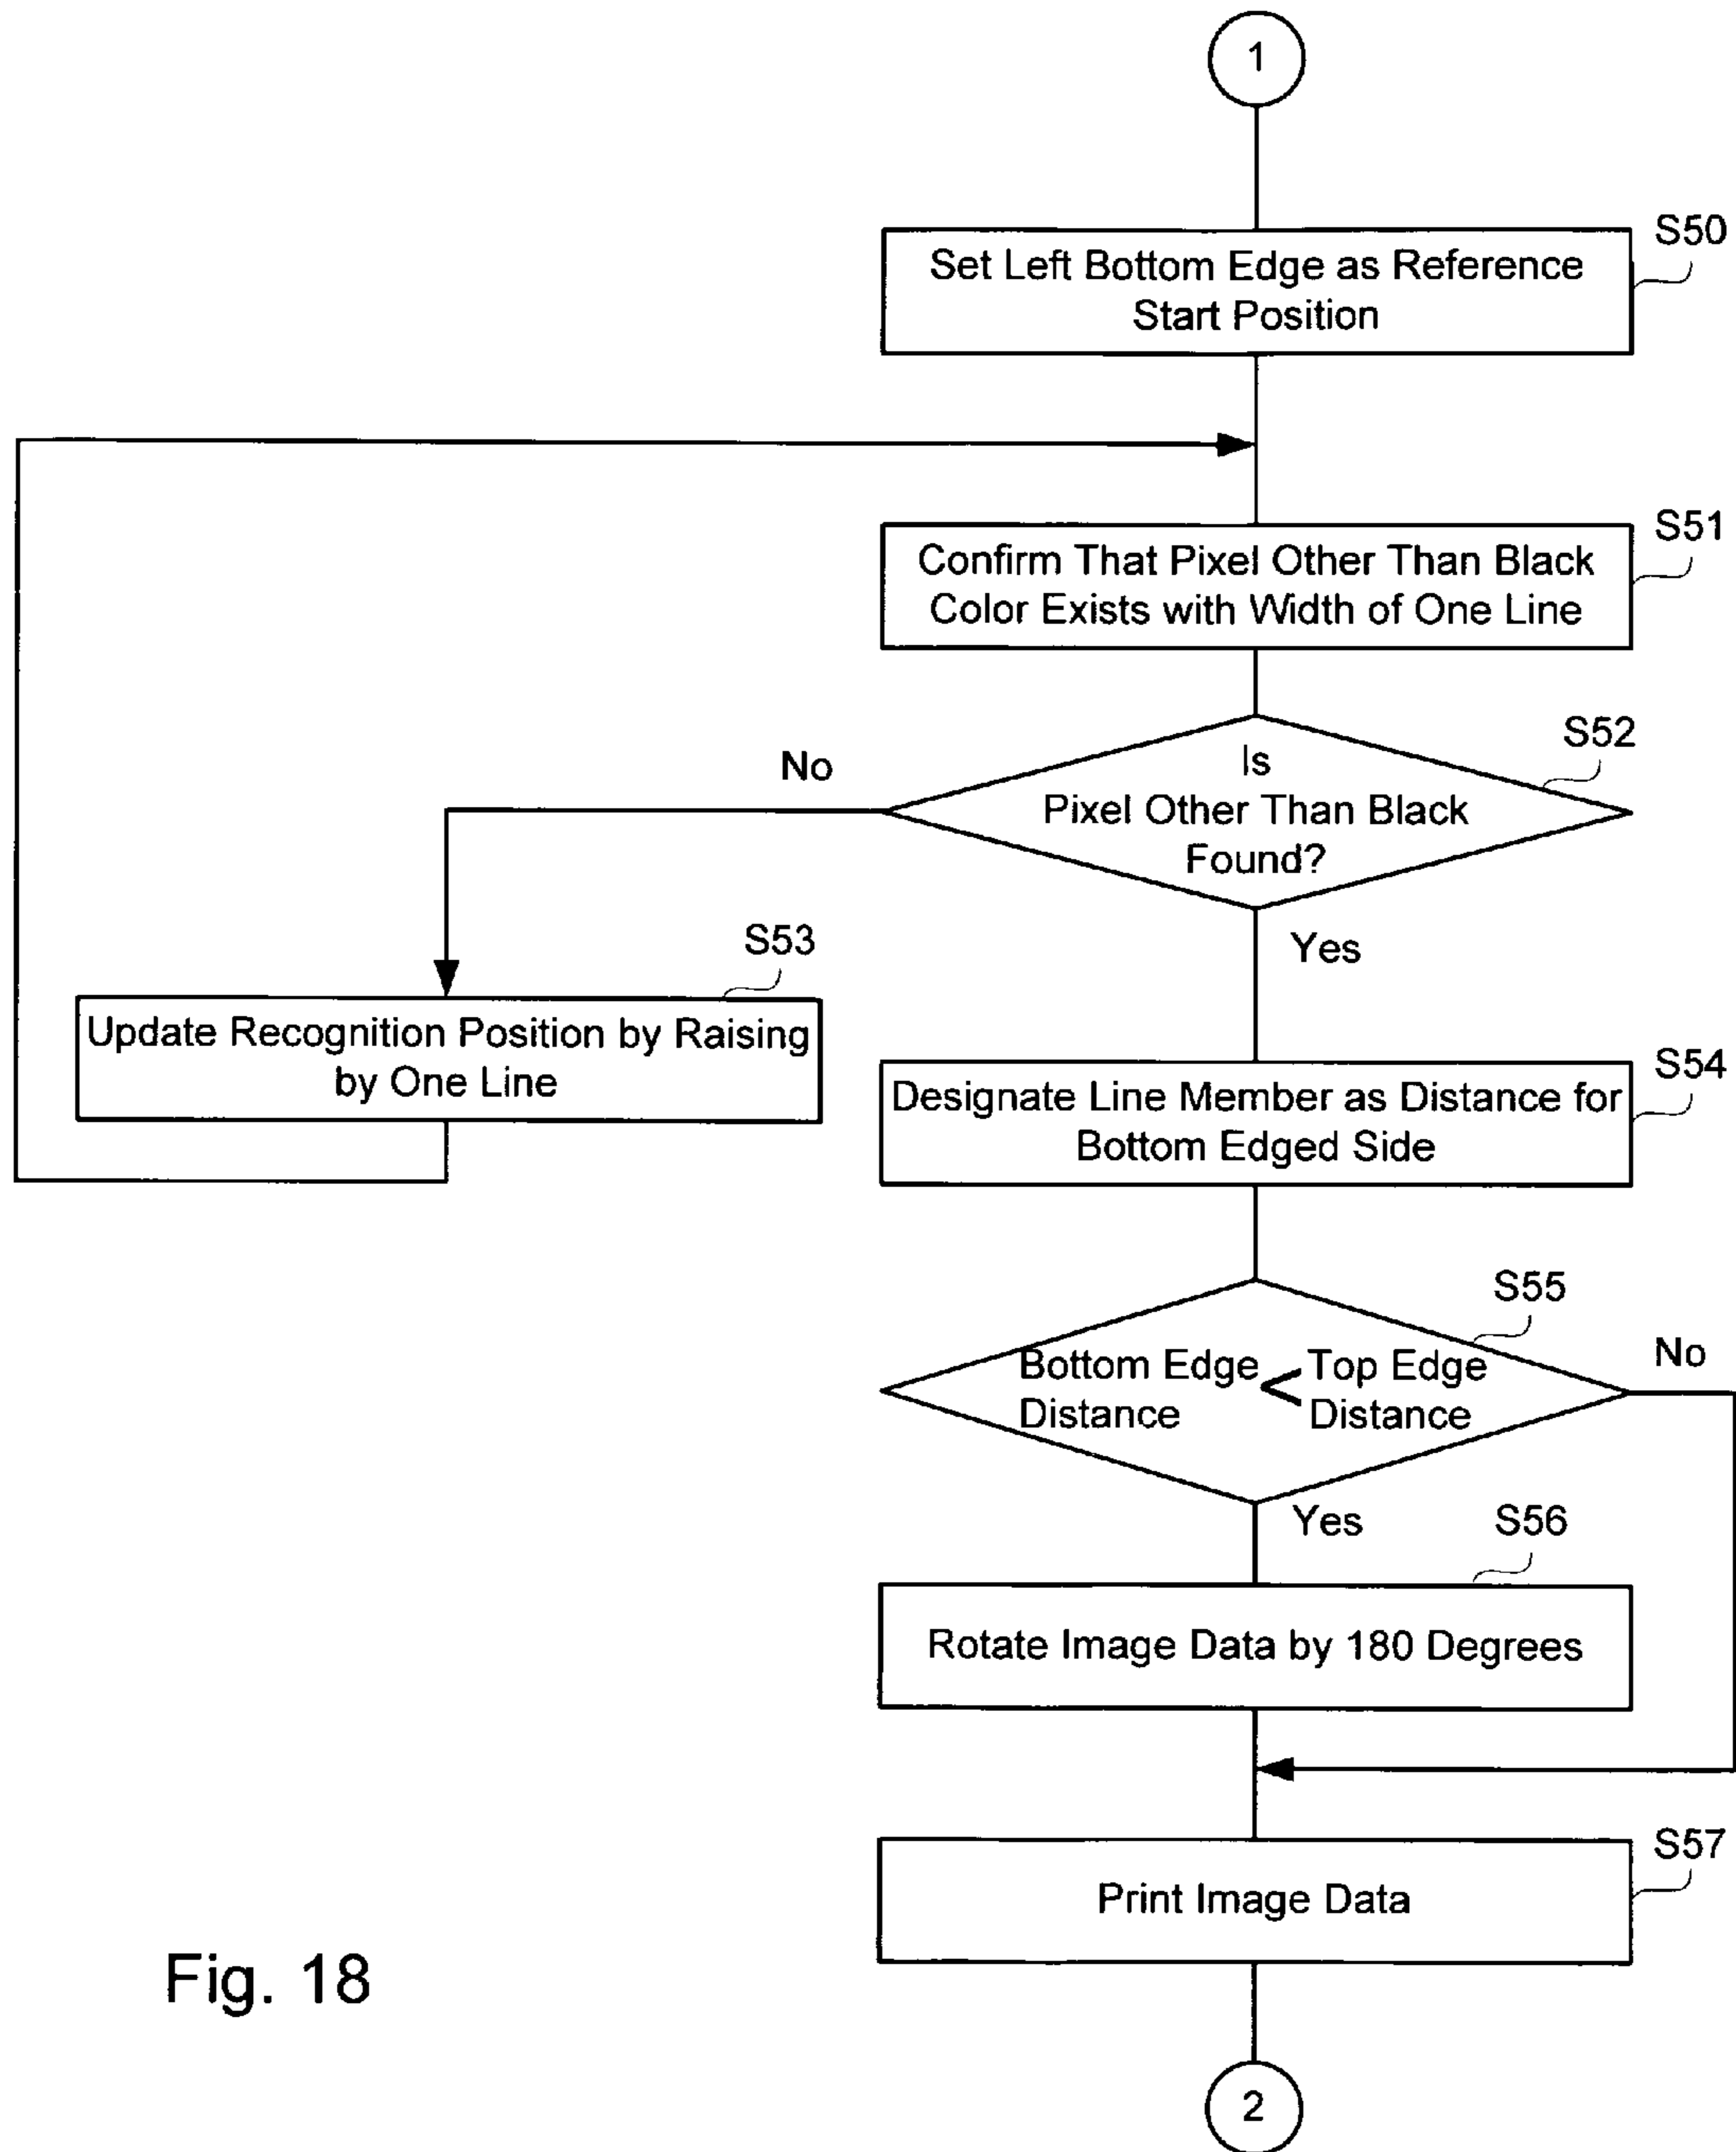 1
S50
Set Left Bottom Edge as Reference
Start Position
S51
Confirm That Pixel Other Than Black
Color Exists with Width of One Line
S52
No
Is
Pixel Other Than Black
Found?
Yes
S53
Update Recognition Position by Raising
by One Line
S54
Designate Line Member as Distance for
Bottom Edged Side
S55
No
Bottom Edge < Top Edge
Distance Distance
Yes
S56
Rotate Image Data by 180 Degrees
S57
Print Image Data
Fig. 18
2